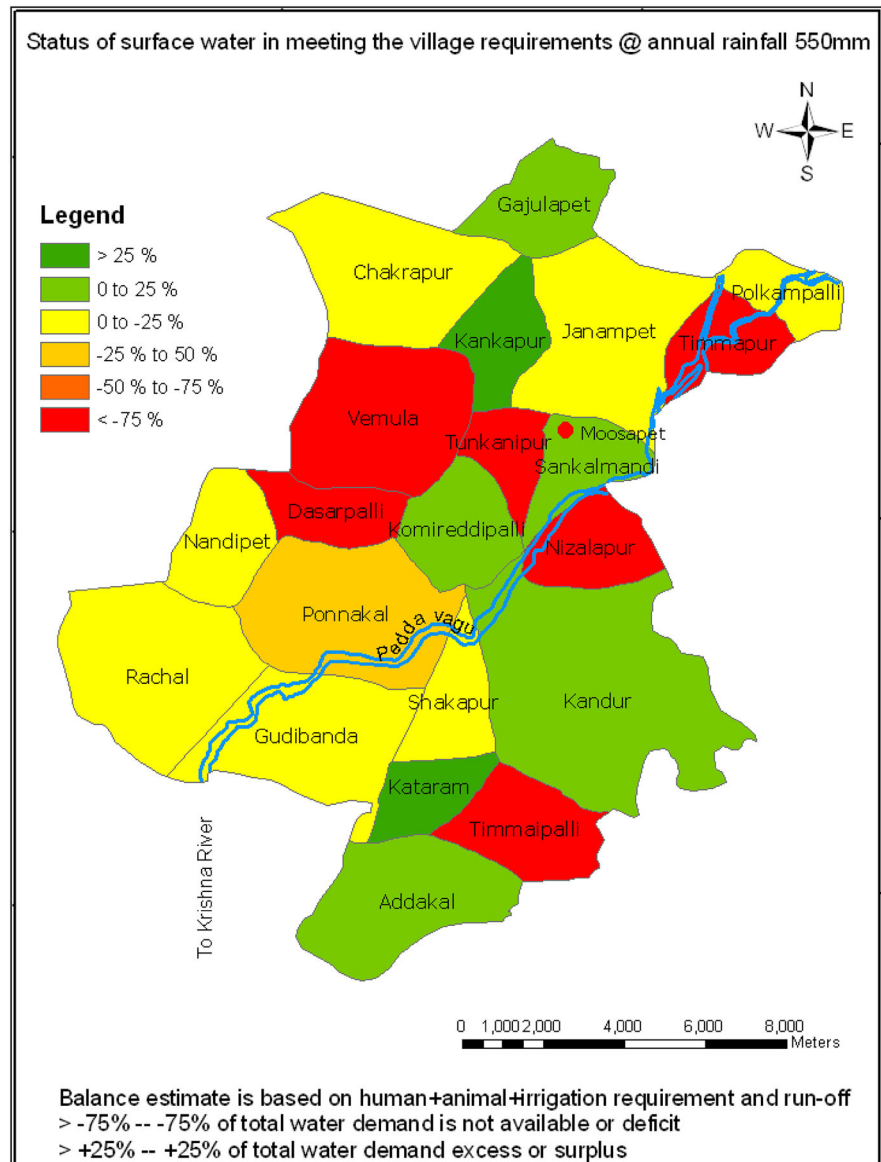 Status of surface water in meeting the village requirements @ annual rainfall 550mm
N
W E
S
Legend
> 25 %
0 to 25 %
0 to -25 %
-25 % to 50 %
-50 % to -75 %
< -75 %
Gajulapet
Chakrapur
Polkampalli
Kankapur
Janampet
Timmapur
Vemula
Tunkanipur
Moosapet
Sankalmandi
Dasarpalli
Komireddipalli
Nandipet
Nizalapur
Ponnakal
Pedda vagu
Rachal
Shakapur
Kandur
Gudibanda
Kataram
Timmaipalli
Addakal
To Krishna River
0 1,000 2,000 4,000 6,000 8,000
Meters
Balance estimate is based on human+animal+irrigation requirement and run-off
> -75% -- -75% of total water demand is not available or deficit
> +25% -- +25% of total water demand excess or surplus